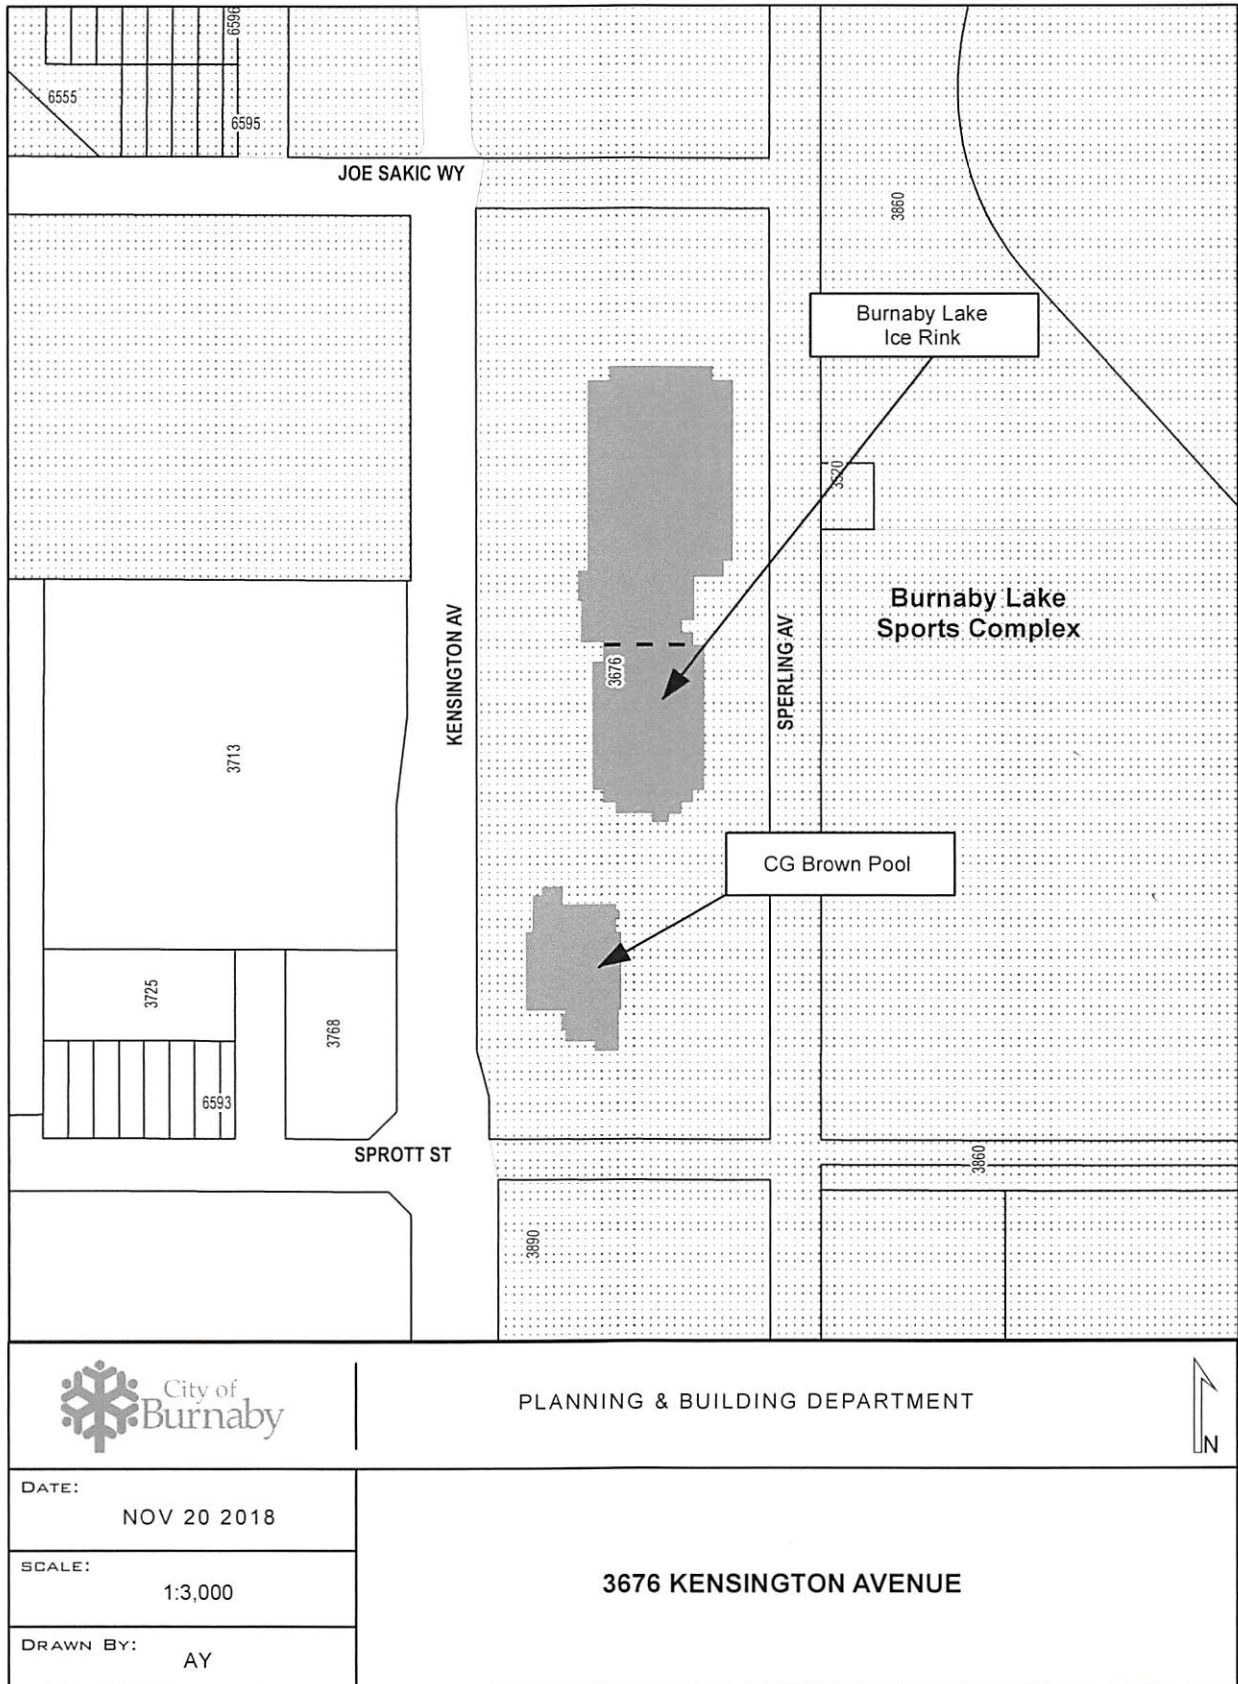 6596
6555
6595
JOE SAKIC WY
3860
Burnaby Lake
Ice Rink
3520
Burnaby Lake
Sports Complex
KENSINGTON AV
3676
SPERLING AV
3713
CG Brown Pool
3725
3768
6593
SPROTT ST
3860
3890
City of
Burnaby
PLANNING & BUILDING DEPARTMENT
N
DATE:
NOV 20 2018
SCALE:
1:3,000
3676 KENSINGTON AVENUE
DRAWN BY:
AY